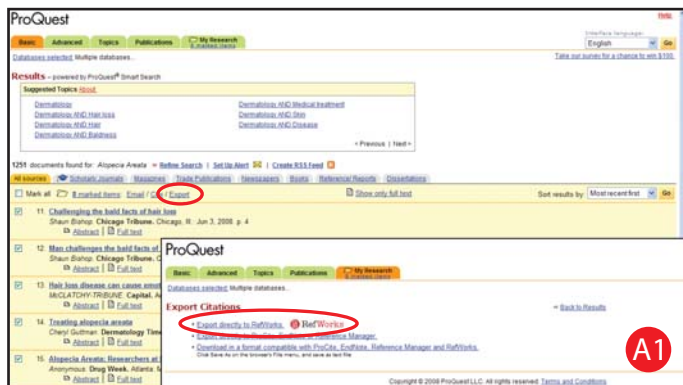 ProQuest
Help
Interface language:
Basic Advanced Topics Publications My Research
8 marked items
English Go
Databases selected: Multiple databases...
Take our survey for a chance to win $100.
Results – powered by ProQuest® Smart Search
Suggested Topics About
Dermatology
Dermatology AND Medical treatment
Dermatology AND Hair loss
Dermatology AND Skin
Dermatology AND Hair
Dermatology AND Disease
Dermatology AND Baldness
< Previous | Next >
1251 documents found for: Alopecia Areata » Refine Search | Set Up Alert | Create RSS Feed
All sources Scholarly Journals Magazines Trade Publications Newspapers Books Reference/Reports Dissertations
Mark all 8 marked items: Email / Cite / Export
Show only full text
Sort results by: Most recent first Go
11. Challenging the bald facts of hair loss
Shaun Bishop. Chicago Tribune. Chicago, Ill.: Jun 3, 2008. p. 4
Abstract | Full text
12. Man challenges the bald facts of
Shaun Bishop. Chicago Tribune. C
Abstract | Full text
13. Hair loss disease can cause emot
McCLATCHY-TRIBUNE. Capital. A
Abstract | Full text
14. Treating alopecia areata
Cheryl Guttman. Dermatology Time
Abstract | Full text
15. Alopecia Areata; Researchers at
Anonymous. Drug Week. Atlanta:
Abstract | Full text
ProQuest
Basic Advanced Topics Publications My Research
8 marked items
Databases selected: Multiple databases...
Export Citations
« Back to Results
Export directly to RefWorks. RefWorks
Export directly to ProCite, EndNote or Reference Manager.
Download in a format compatible with ProCite, EndNote, Reference Manager and RefWorks.
Click Save As on the browser's File menu, and save as text file
Copyright © 2008 ProQuest LLC. All rights reserved. Terms and Conditions
A1